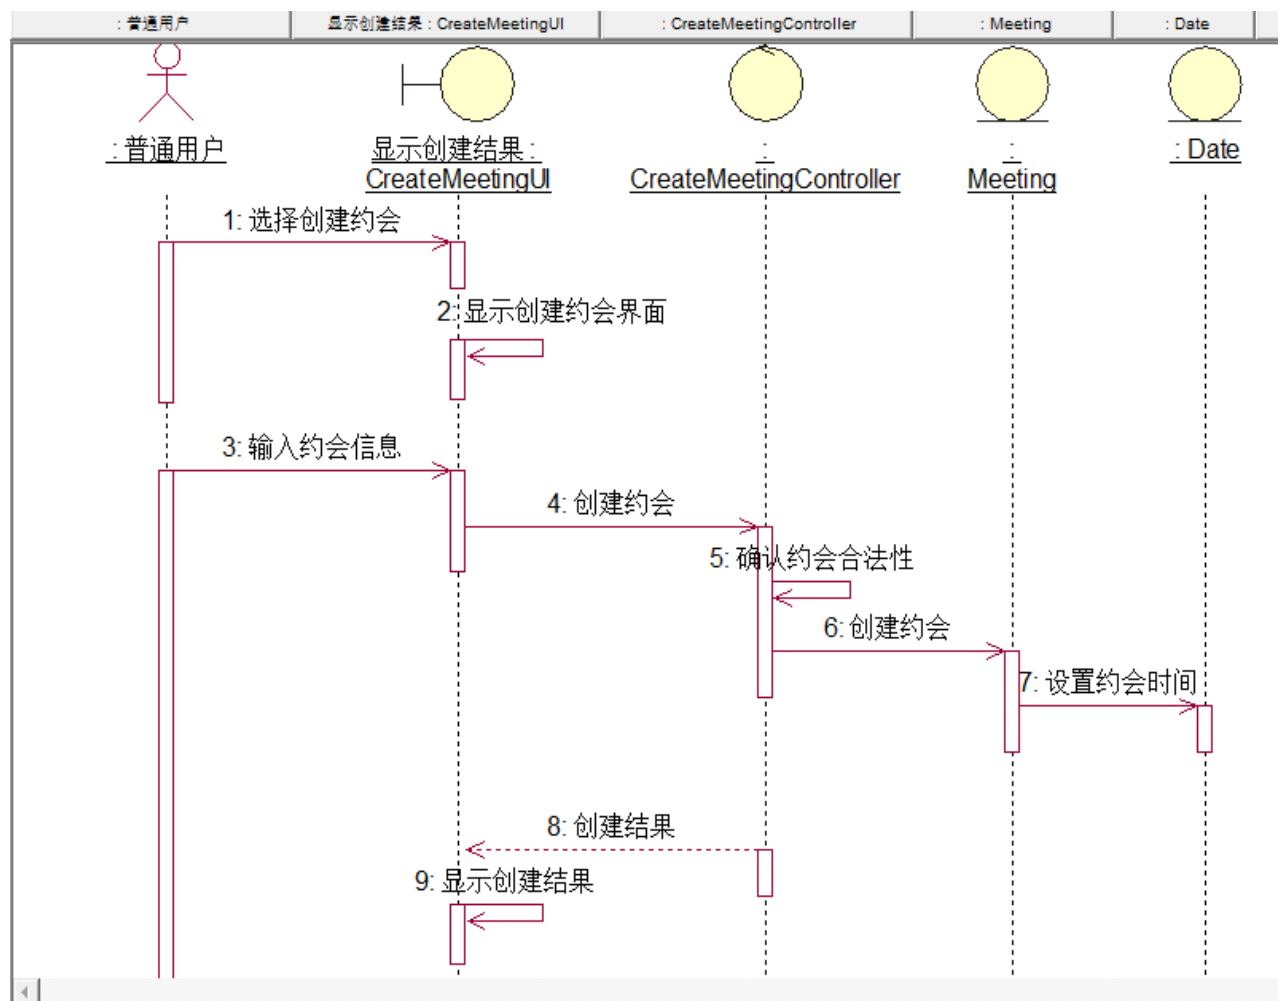 : 普通用户
显示创建结果 : CreateMeetingUI
: CreateMeetingController
: Meeting
: Date
: 普通用户
显示创建结果 :
CreateMeetingUI
:
CreateMeetingController
:
Meeting
: Date
1: 选择创建约会
2: 显示创建约会界面
3: 输入约会信息
4: 创建约会
5: 确认约会合法性
6: 创建约会
7: 设置约会时间
8: 创建结果
9: 显示创建结果